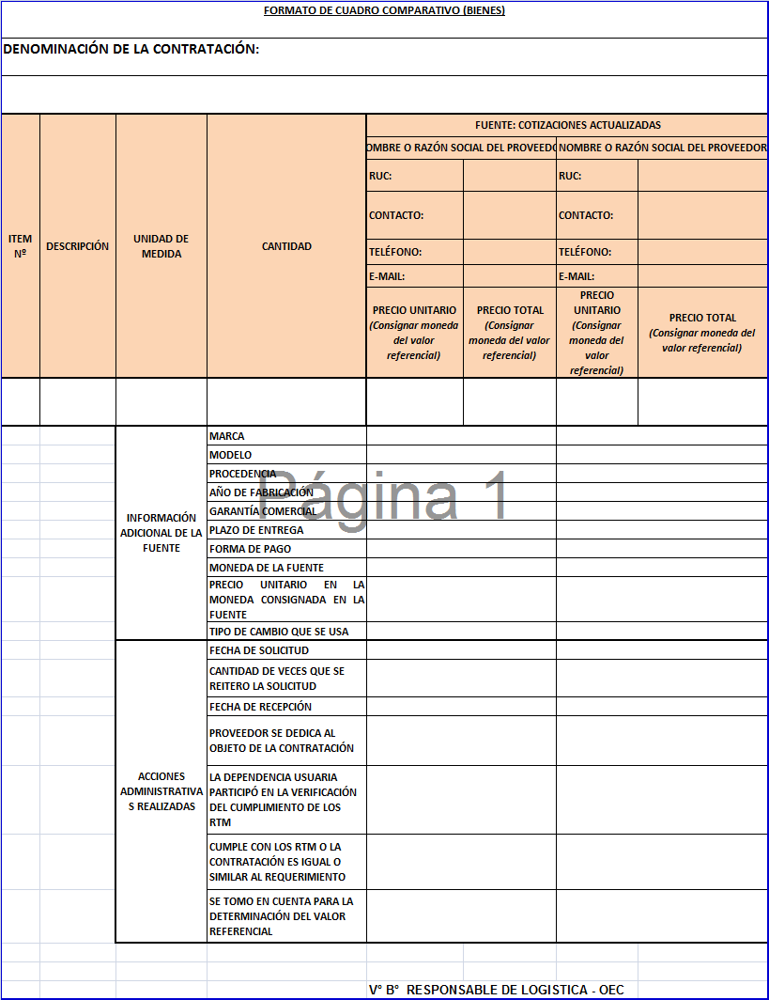 FORMATO DE CUADRO COMPARATIVO (BIENES)
DENOMINACIÓN DE LA CONTRATACIÓN:
FUENTE: COTIZACIONES ACTUALIZADAS
OMBRE O RAZÓN SOCIAL DEL PROVEEDO
NOMBRE O RAZÓN SOCIAL DEL PROVEEDOR
RUC:
RUC:
CONTACTO:
CONTACTO:
TELÉFONO:
TELÉFONO:
E-MAIL:
E-MAIL:
ITEM
Nº
DESCRIPCIÓN
UNIDAD DE
MEDIDA
CANTIDAD
PRECIO UNITARIO
(Consignar moneda
del valor
referencial)
PRECIO TOTAL
(Consignar
moneda del valor
referencial)
PRECIO
UNITARIO
(Consignar
moneda del
valor
referencial)
PRECIO TOTAL
(Consignar moneda del
valor referencial)
INFORMACIÓN
ADICIONAL DE LA
FUENTE
MARCA
MODELO
PROCEDENCIA
AÑO DE FABRICACIÓN
GARANTÍA COMERCIAL
PLAZO DE ENTREGA
FORMA DE PAGO
MONEDA DE LA FUENTE
PRECIO UNITARIO EN LA
MONEDA CONSIGNADA EN LA
FUENTE
TIPO DE CAMBIO QUE SE USA
Página 1
ACCIONES
ADMINISTRATIVA
S REALIZADAS
FECHA DE SOLICITUD
CANTIDAD DE VECES QUE SE
REITERO LA SOLICITUD
FECHA DE RECEPCIÓN
PROVEEDOR SE DEDICA AL
OBJETO DE LA CONTRATACIÓN
LA DEPENDENCIA USUARIA
PARTICIPÓ EN LA VERIFICACIÓN
DEL CUMPLIMIENTO DE LOS
RTM
CUMPLE CON LOS RTM O LA
CONTRATACIÓN ES IGUAL O
SIMILAR AL REQUERIMIENTO
SE TOMO EN CUENTA PARA LA
DETERMINACIÓN DEL VALOR
REFERENCIAL
V° B° RESPONSABLE DE LOGISTICA - OEC